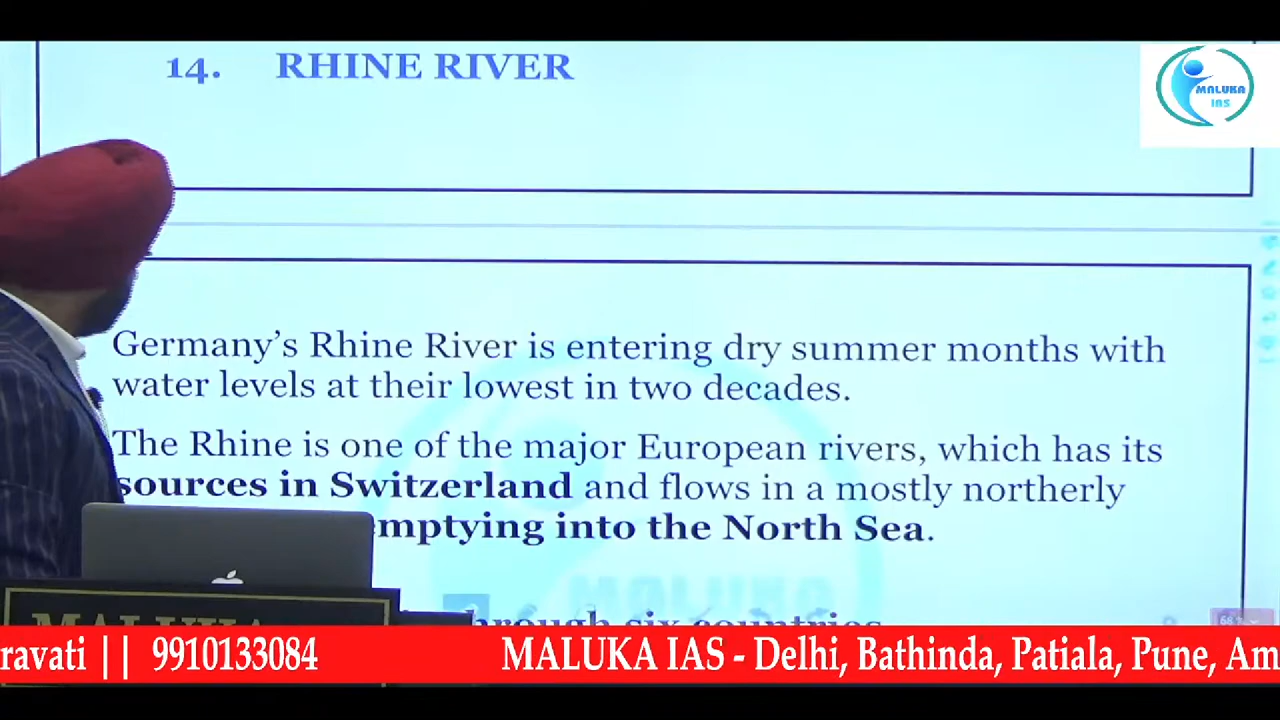 14. RHINE RIVER
MALUKA
IAS
Germany's Rhine River is entering dry summer months with
water levels at their lowest in two decades.
The Rhine is one of the major European rivers, which has its
sources in Switzerland and flows in a mostly northerly
emptying into the North Sea.
through six countries
MALUKA
ravati || 9910133084 MALUKA IAS - Delhi, Bathinda, Patiala, Pune, Am